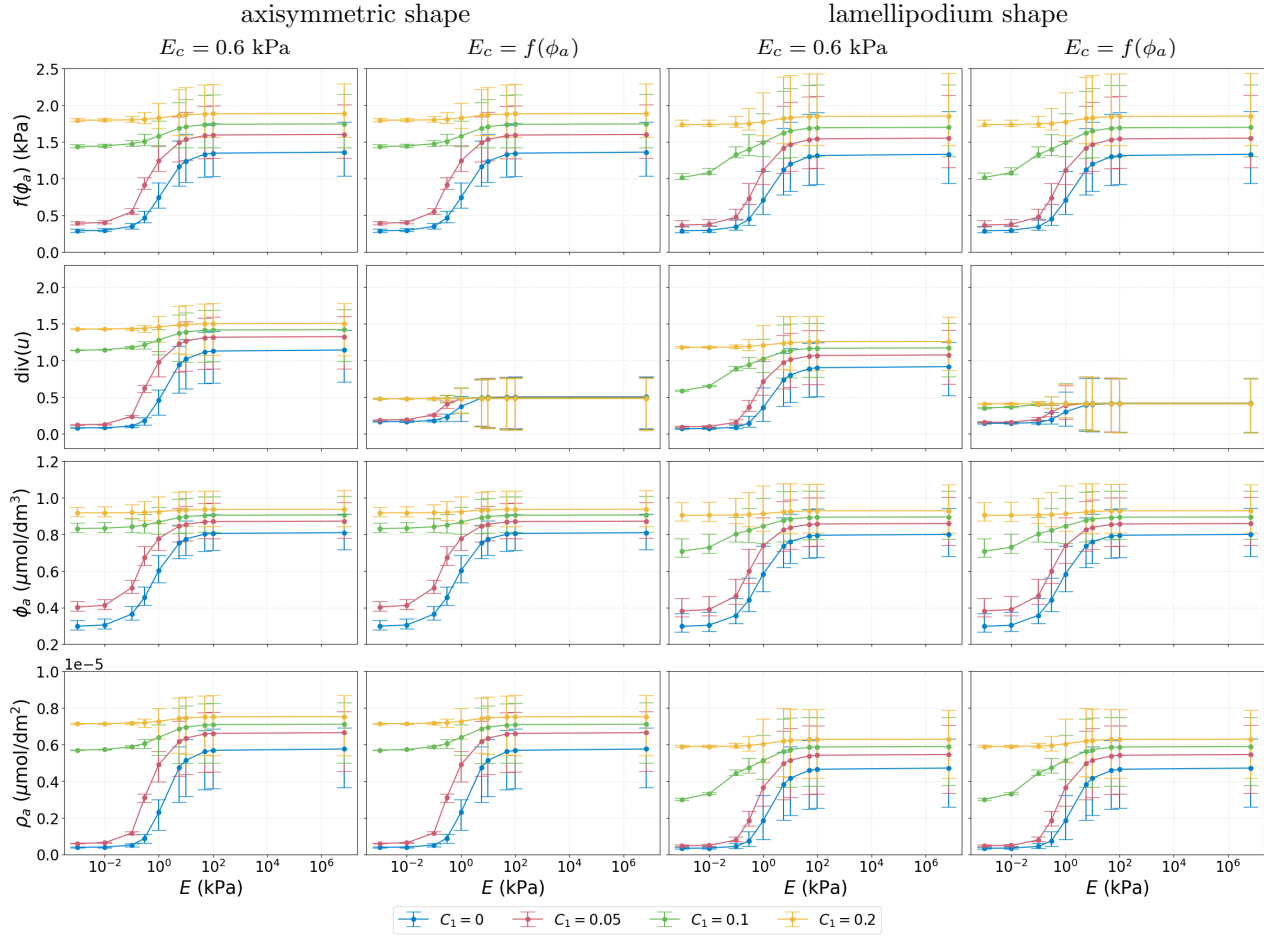 axisymmetric shape lamellipodium shape
E_c = 0.6 kPa E_c = f(ϕ_a) E_c = 0.6 kPa E_c = f(ϕ_a)
f(ϕ_a) (kPa)
2.5
2.0
1.5
1.0
0.5
0.0
div(u)
2.0
1.5
1.0
0.5
0.0
ϕ_a (μmol/dm³)
1.2
1.0
0.8
0.6
0.4
0.2
1e−5
ρ_a (μmol/dm²)
1.0
0.8
0.6
0.4
0.2
0.0
10⁻² 10⁰ 10² 10⁴ 10⁶ 10⁻² 10⁰ 10² 10⁴ 10⁶ 10⁻² 10⁰ 10² 10⁴ 10⁶ 10⁻² 10⁰ 10² 10⁴ 10⁶
E (kPa) E (kPa) E (kPa) E (kPa)
C₁ = 0 C₁ = 0.05 C₁ = 0.1 C₁ = 0.2